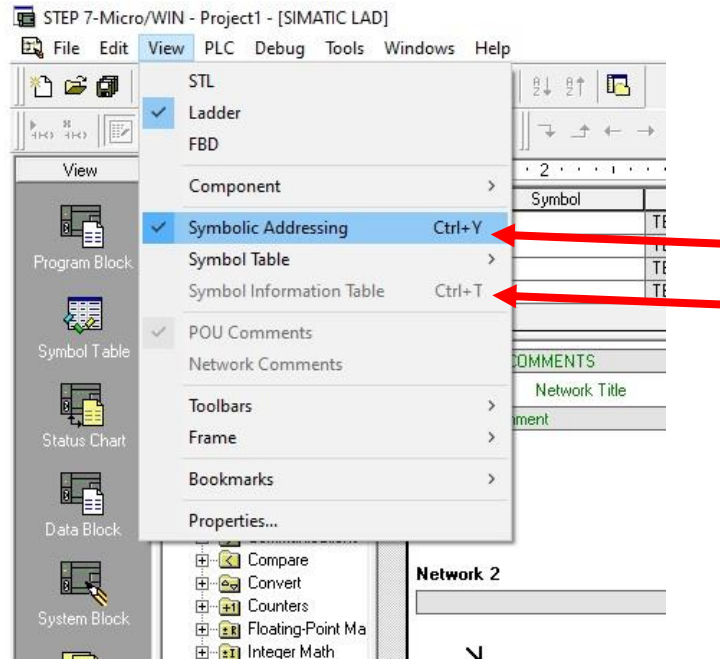 STEP 7-Micro/WIN - Project1 - [SIMATIC LAD]
File Edit View PLC Debug Tools Windows Help
View
Program Block
Symbol Table
Status Chart
Data Block
System Block
STL
Ladder
FBD
Component
Symbolic Addressing Ctrl+Y
Symbol Table
Symbol Information Table Ctrl+T
POU Comments
Network Comments
Toolbars
Frame
Bookmarks
Properties...
Compare
Convert
Counters
Floating-Point Ma
Integer Math
2
Symbol
COMMENTS
Network Title
Network 2